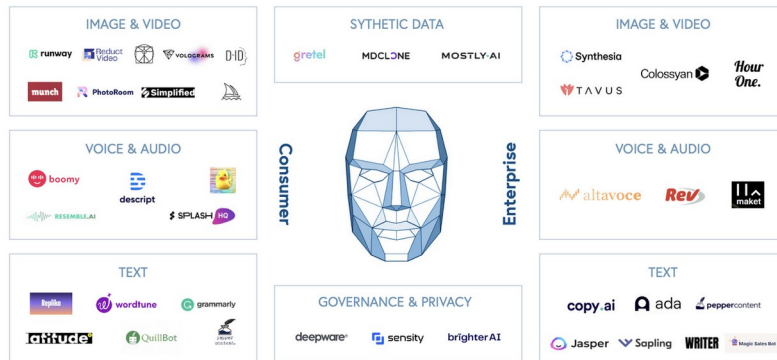 IMAGE & VIDEO
runway
Reduct Video
VOLOGRAMS
D-ID
munch
PhotoRoom
Simplified
VOICE & AUDIO
boomy
descript
RESEMBLE.AI
SPLASH HQ
TEXT
Replika
wordtune
grammarly
latitude
QuillBot
SYTHETIC DATA
gretel
MDCLONE
MOSTLY·AI
Consumer
Enterprise
GOVERNANCE & PRIVACY
deepware®
sensity
brighter AI
IMAGE & VIDEO
Synthesia
Colossyan
Hour
One.
TAVUS
VOICE & AUDIO
altavoce
Rev
maket
TEXT
copy.ai
ada
peppercontent
Jasper
Sapling
WRITER
Magic Sales Bot